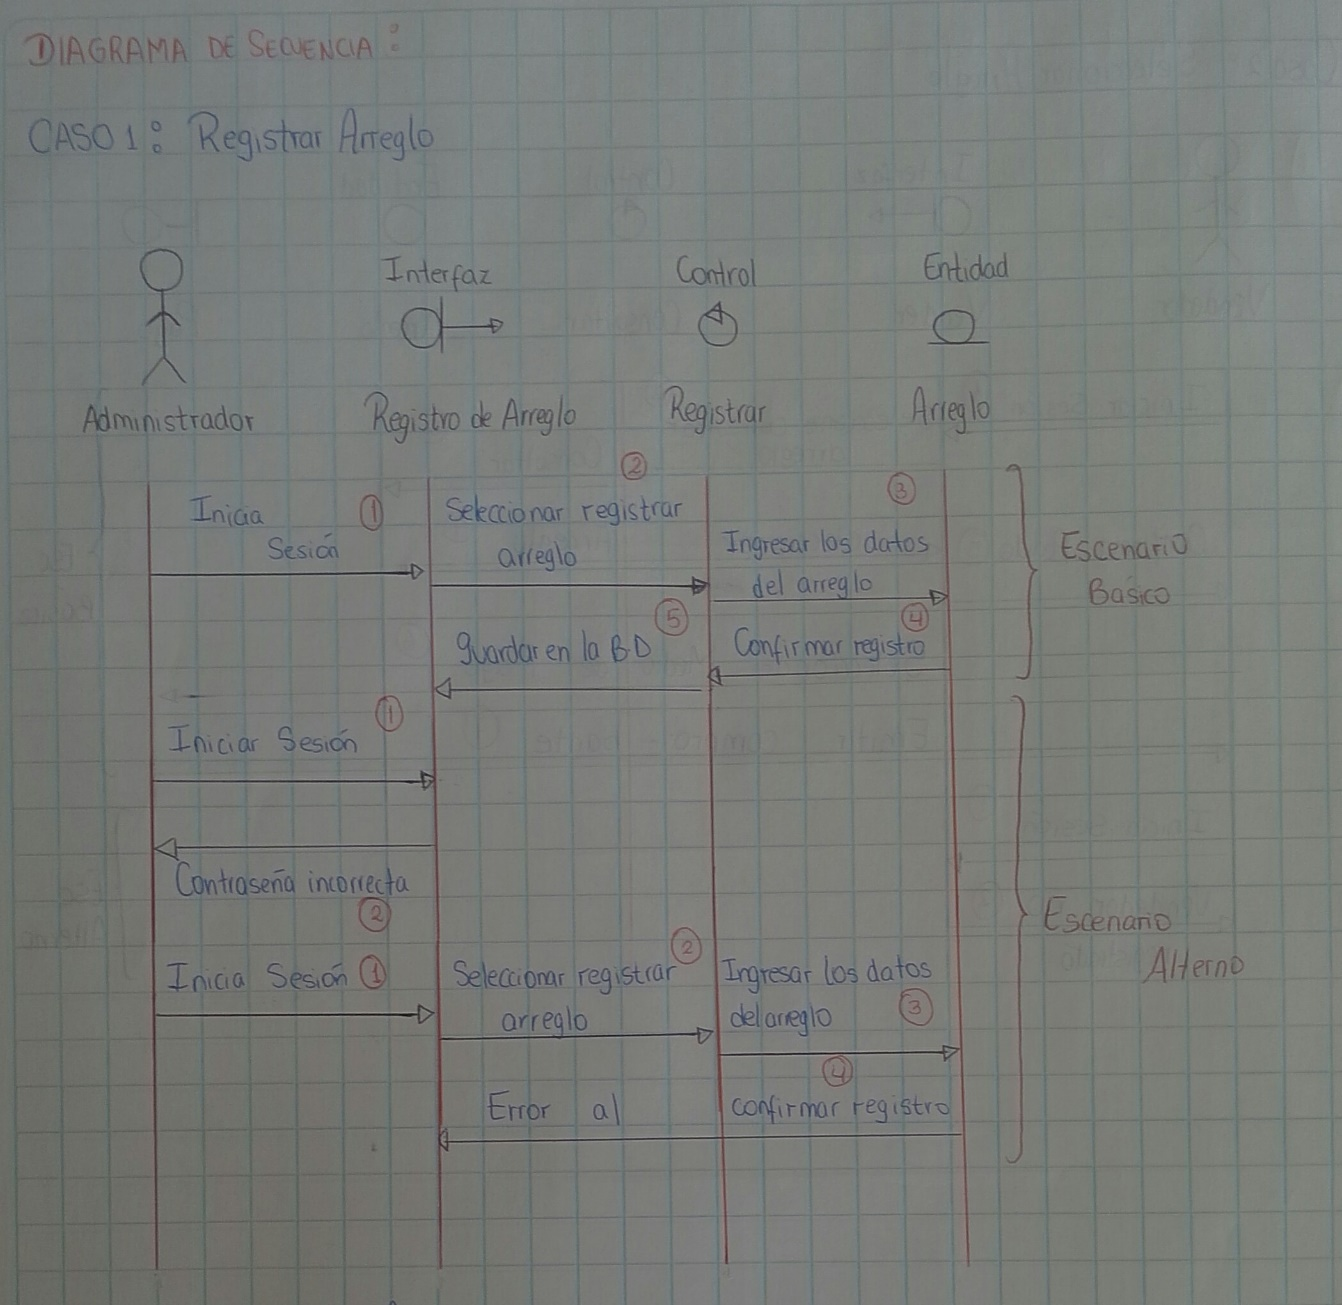 DIAGRAMA DE SECUENCIA:
CASO 1: Registrar Arreglo
Interfaz
Control
Entidad
Administrador
Registro de Arreglo
Registrar
Arreglo
Inicia ①
Sesión
② Seleccionar registrar
arreglo
③
Ingresar los datos
del arreglo
Escenario
Básico
④
Confirmar registro
⑤
guardar en la BD
①
Iniciar Sesión
Contraseña incorrecta
②
Escenario
Alterno
Inicia Sesión ①
Seleccionar registrar ②
arreglo
Ingresar los datos
del arreglo ③
④
Error al confirmar registro